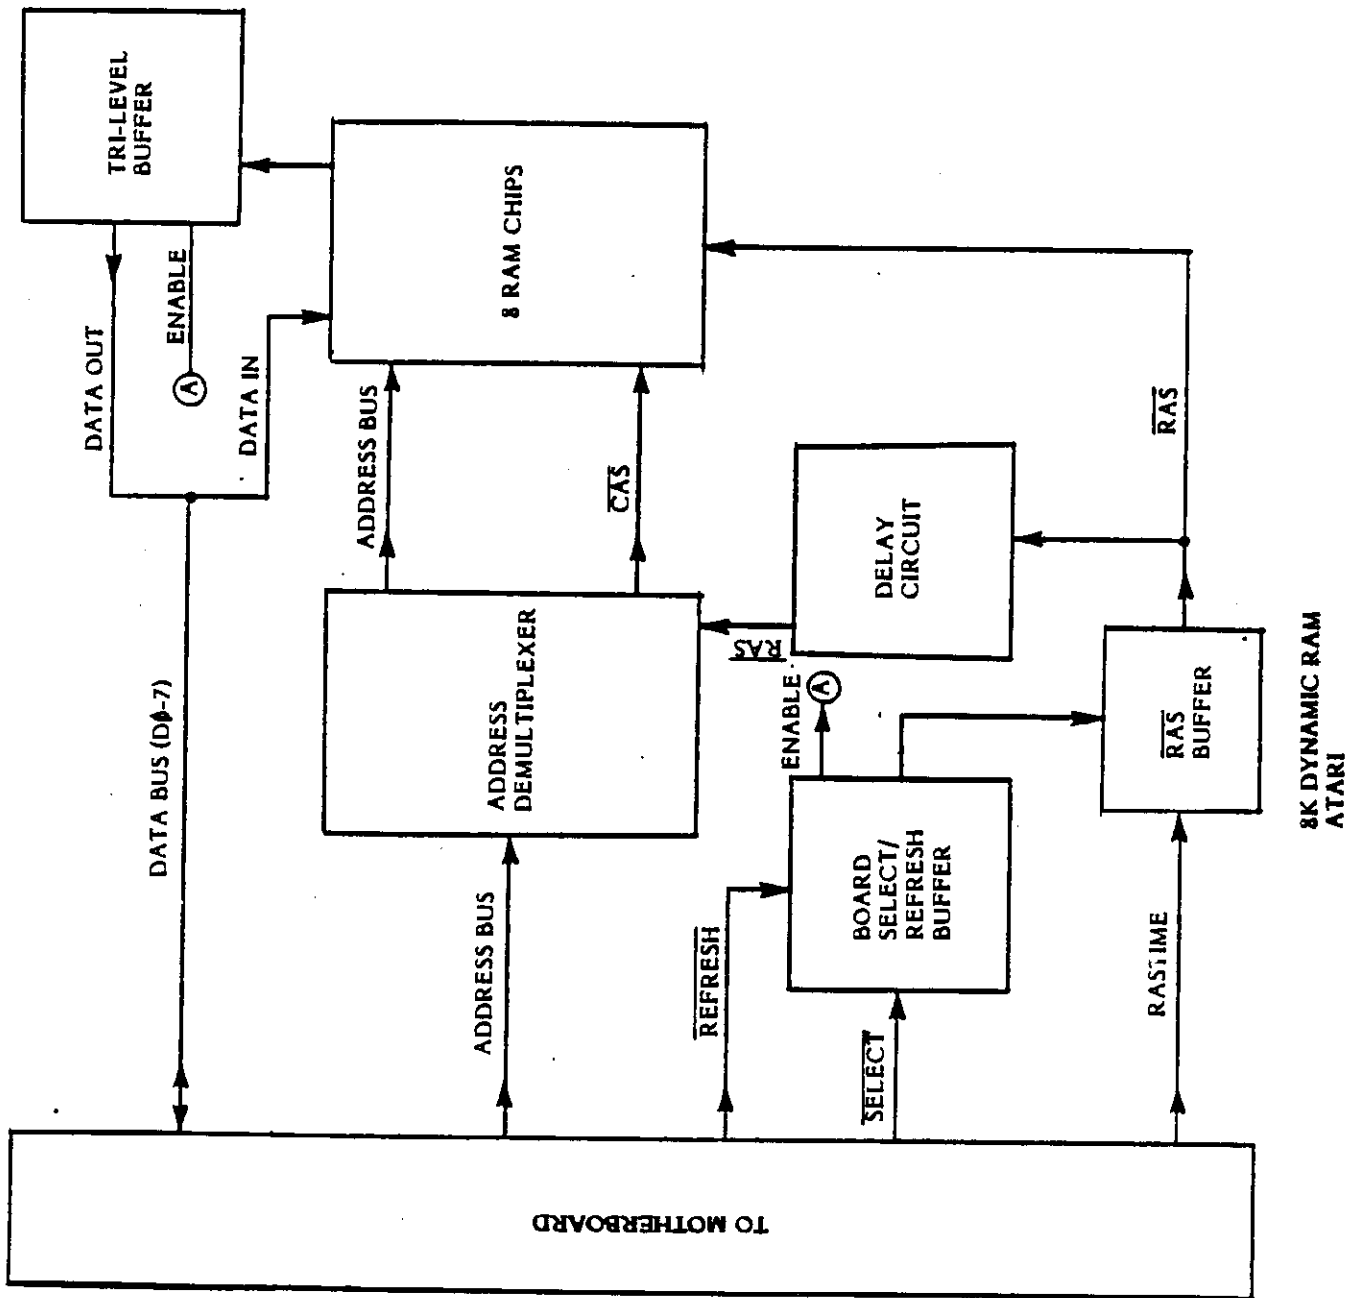 TRI-LEVEL
BUFFER
DATA OUT
ENABLE
A
DATA IN
DATA BUS (DØ-7)
8 RAM CHIPS
ADDRESS BUS
CAS
ADDRESS
DEMULTIPLEXER
ADDRESS BUS
RAS
DELAY
CIRCUIT
RAS
ENABLE
A
BOARD
SELECT/
REFRESH
BUFFER
REFRESH
SELECT
RAS
BUFFER
RASTIME
TO MOTHERBOARD
8K DYNAMIC RAM
ATARI